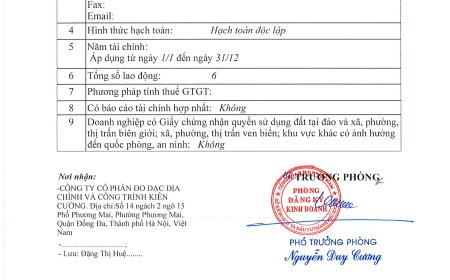 Fax:
Email:
4 Hình thức hạch toán: Hạch toán độc lập
5 Năm tài chính:
Áp dụng từ ngày 1/1 đến ngày 31/12
6 Tổng số lao động: 6
7 Phương pháp tính thuế GTGT:
8 Có báo cáo tài chính hợp nhất: Không
9 Doanh nghiệp có Giấy chứng nhận quyền sử dụng đất tại đảo và xã, phường,
thị trấn biên giới; xã, phường, thị trấn ven biển; khu vực khác có ảnh hưởng
đến quốc phòng, an ninh: Không
Nơi nhận:
-CÔNG TY CỔ PHẦN ĐO ĐẠC ĐỊA
CHÍNH VÀ CÔNG TRÌNH KIÊN
CƯỜNG. Địa chỉ:Số 14 ngách 2 ngõ 15
Phố Phương Mai, Phường Phương Mai,
Quận Đống Đa, Thành phố Hà Nội, Việt
Nam
-........................;
- Lưu: Đặng Thị Huệ........
TRƯỞNG PHÒNG
PHÒNG
ĐĂNG KÝ
KINH DOANH
PHÓ TRƯỞNG PHÒNG
Nguyễn Duy Cương